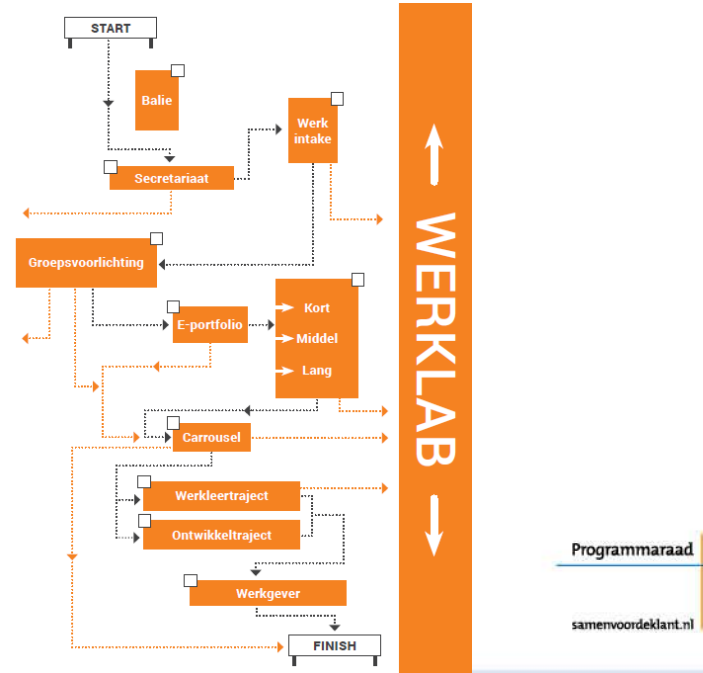 START
Balie
Werk
intake
Secretariaat
Groepsvoorlichting
E-portfolio
Kort
Middel
Lang
Carrousel
Werkleertraject
Ontwikkeltraject
Werkgever
FINISH
WERKLAB
Programmaraad
samenvoordeklant.nl